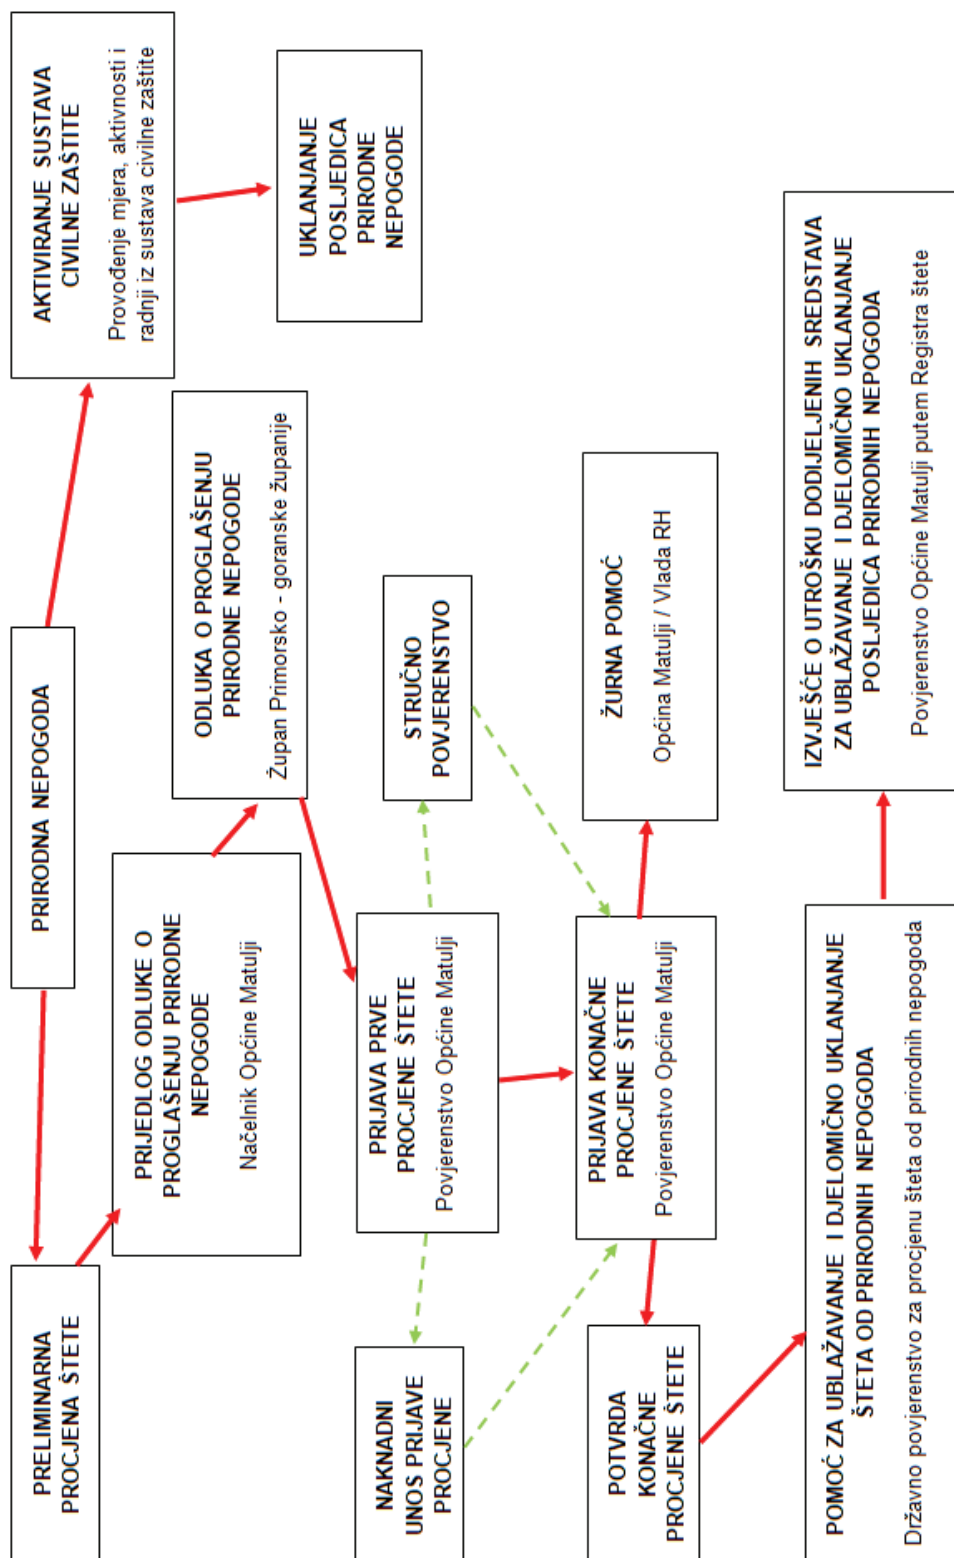 PRIRODNA NEPOGODA
PRELIMINARNA
PROCJENA ŠTETE
AKTIVIRANJE SUSTAVA
CIVILNE ZAŠTITE
Provođenje mjera, aktivnosti i
radnji iz sustava civilne zaštite
PRIJEDLOG ODLUKE O
PROGLAŠENJU PRIRODNE
NEPOGODE
Načelnik Općine Matulji
ODLUKA O PROGLAŠENJU
PRIRODNE NEPOGODE
Župan Primorsko - goranske županije
UKLANJANJE
POSLJEDICA
PRIRODNE
NEPOGODE
NAKNADNI
UNOS PRIJAVE
PROCJENE
PRIJAVA PRVE
PROCJENE ŠTETE
Povjerenstvo Općine Matulji
STRUČNO
POVJERENSTVO
POTVRDA
KONAČNE
PROCJENE ŠTETE
PRIJAVA KONAČNE
PROCJENE ŠTETE
Povjerenstvo Općine Matulji
ŽURNA POMOĆ
Općina Matulji / Vlada RH
POMOĆ ZA UBLAŽAVANJE I DJELOMIČNO UKLANJANJE
ŠTETA OD PRIRODNIH NEPOGODA
Državno povjerenstvo za procjenu šteta od prirodnih nepogoda
IZVJEŠĆE O UTROŠKU DODIJELJENIH SREDSTAVA
ZA UBLAŽAVANJE I DJELOMIČNO UKLANJANJE
POSLJEDICA PRIRODNIH NEPOGODA
Povjerenstvo Općine Matulji putem Registra štete